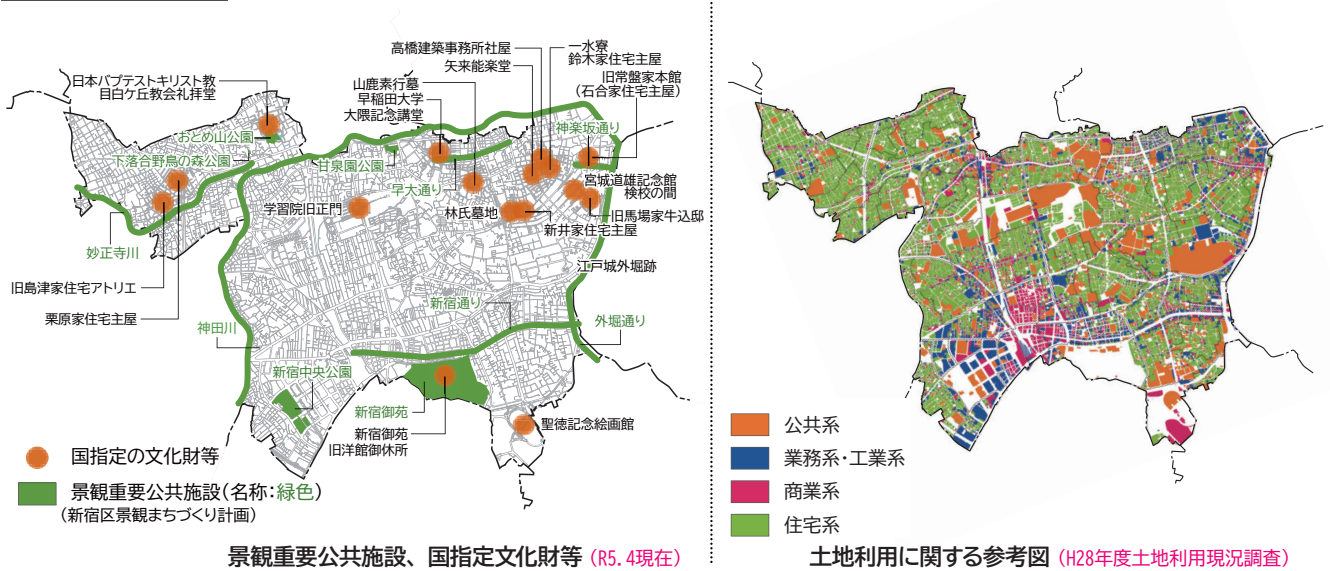 高橋建築事務所社屋
一水寮
鈴木家住宅主屋
矢来能楽堂
旧常盤家本館
(石合家住宅主屋)
日本バプテストキリスト教
目白ケ丘教会礼拝堂
山鹿素行墓
早稲田大学
大隈記念講堂
神楽坂通り
おとめ山公園
下落合野鳥の森公園
甘泉園公園
早大通り
宮城道雄記念館
検校の間
学習院旧正門
林氏墓地
旧馬場家牛込邸
新井家住宅主屋
妙正寺川
江戸城外堀跡
旧島津家住宅アトリエ
新宿通り
栗原家住宅主屋
神田川
外堀通り
新宿中央公園
新宿御苑
聖徳記念絵画館
新宿御苑
旧洋館御休所
国指定の文化財等
景観重要公共施設(名称:緑色)
(新宿区景観まちづくり計画)
景観重要公共施設、国指定文化財等 (R5.4現在)
公共系
業務系・工業系
商業系
住宅系
土地利用に関する参考図 (H28年度土地利用現況調査)